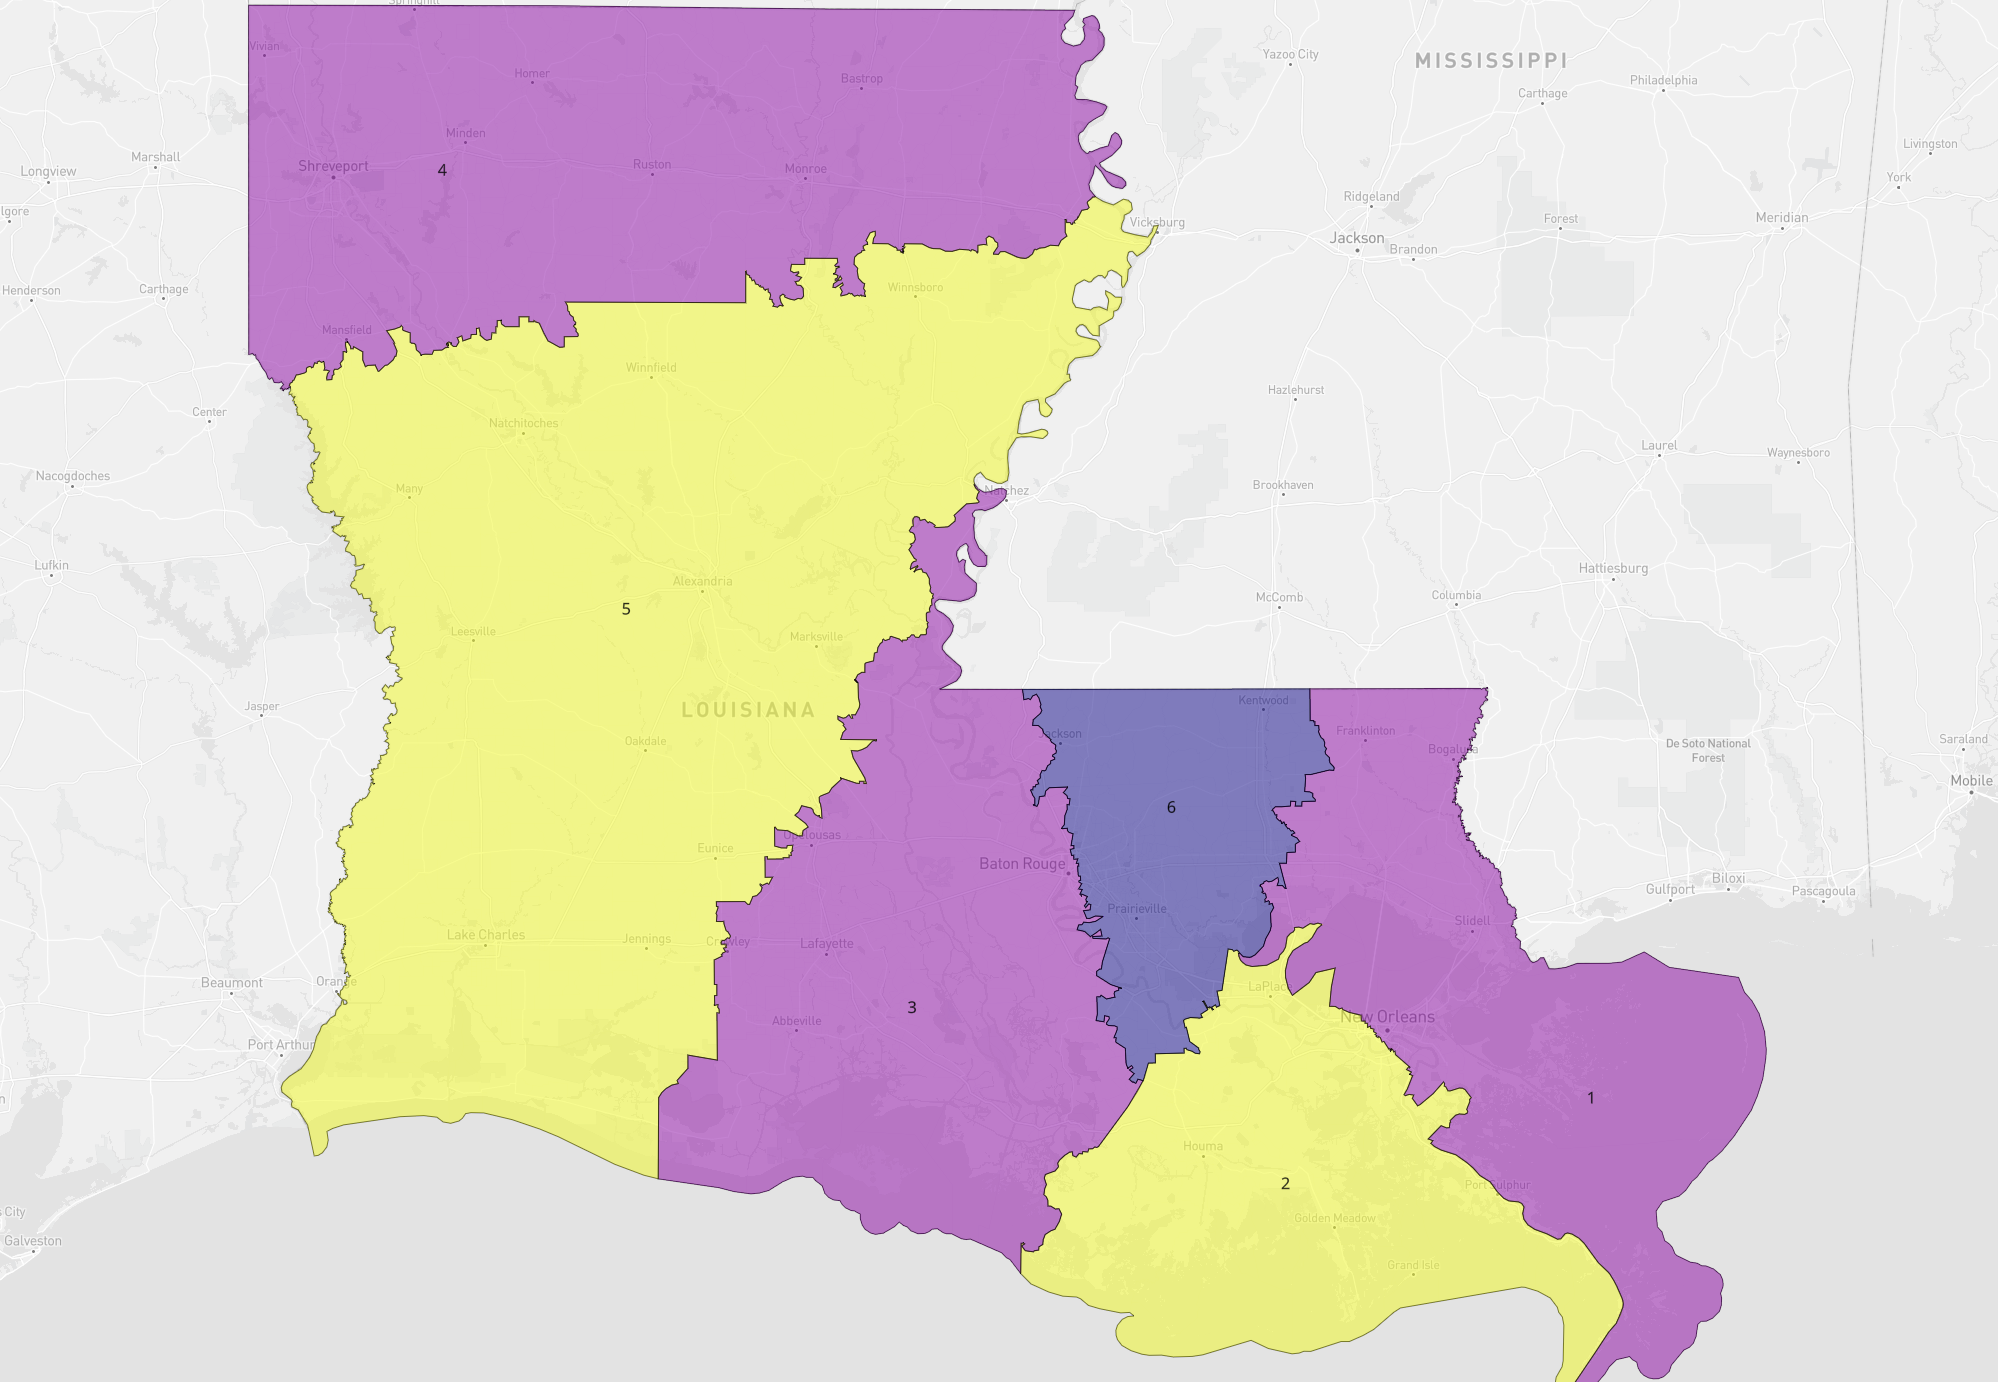 Springhill
Vivian
Homer
Bastrop
Yazoo City
MISSISSIPPI
Philadelphia
Carthage
Minden
Marshall
Longview
Shreveport
4
Ruston
Monroe
Livingston
York
lgore
Ridgeland
Vicksburg
Forest
Meridian
Jackson
Brandon
Henderson
Carthage
Winnsboro
Mansfield
Winnfield
Hazlehurst
Center
Natchitoches
Laurel
Waynesboro
Nacogdoches
Many
Natchez
Brookhaven
Lufkin
Alexandria
Hattiesburg
5
McComb
Columbia
Leesville
Marksville
Jasper
LOUISIANA
Kentwood
Oakdale
Jackson
Franklinton
Bogalusa
De Soto National
Forest
Saraland
Mobile
6
Opelousas
Eunice
Baton Rouge
Gulfport
Biloxi
Pascagoula
Prairieville
Slidell
Lake Charles
Jennings
Crowley
Lafayette
Beaumont
Orange
LaPlace
3
Abbeville
New Orleans
Port Arthur
n
1
Houma
2
Port Sulphur
s City
Golden Meadow
Galveston
Grand Isle